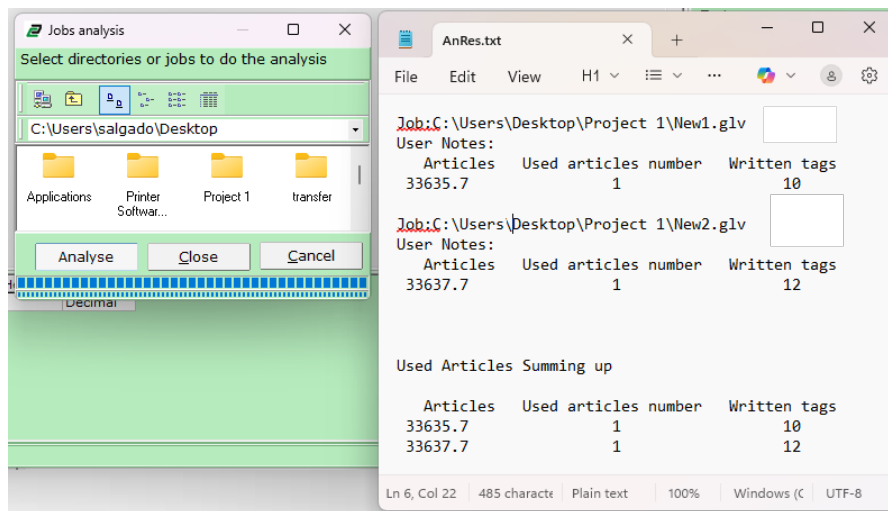 Jobs analysis
Select directories or jobs to do the analysis
C:\Users\salgado\Desktop
Applications
Printer
Softwar...
Project 1
transfer
Analyse
Close
Cancel
Decimal
AnRes.txt
File Edit View H1
Job:C:\Users\Desktop\Project 1\New1.glv
User Notes:
Articles Used articles number Written tags
33635.7 1 10
Job:C:\Users\Desktop\Project 1\New2.glv
User Notes:
Articles Used articles number Written tags
33637.7 1 12
Used Articles Summing up
Articles Used articles number Written tags
33635.7 1 10
33637.7 1 12
Ln 6, Col 22 485 characte Plain text 100% Windows (C UTF-8